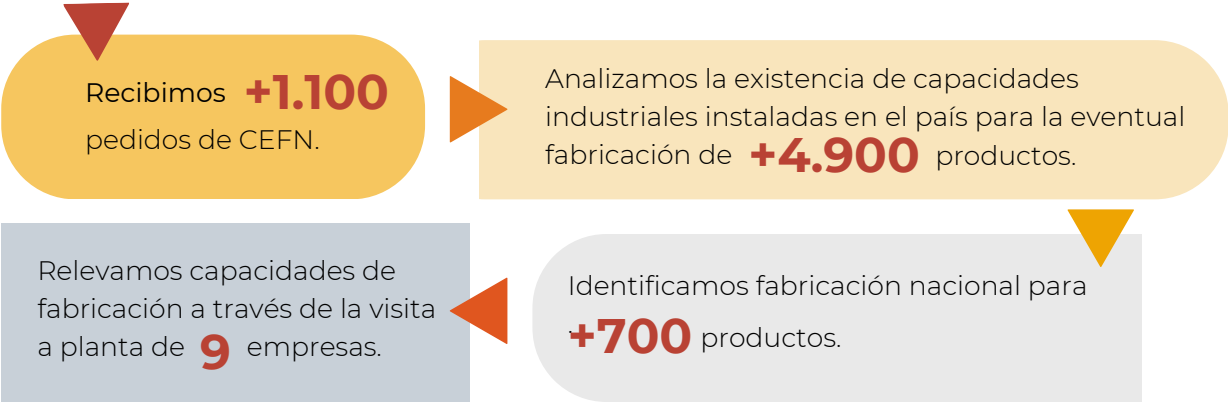 Recibimos +1.100
pedidos de CEFN.
Analizamos la existencia de capacidades
industriales instaladas en el país para la eventual
fabricación de +4.900 productos.
Identificamos fabricación nacional para
+700 productos.
Relevamos capacidades de
fabricación a través de la visita
a planta de 9 empresas.